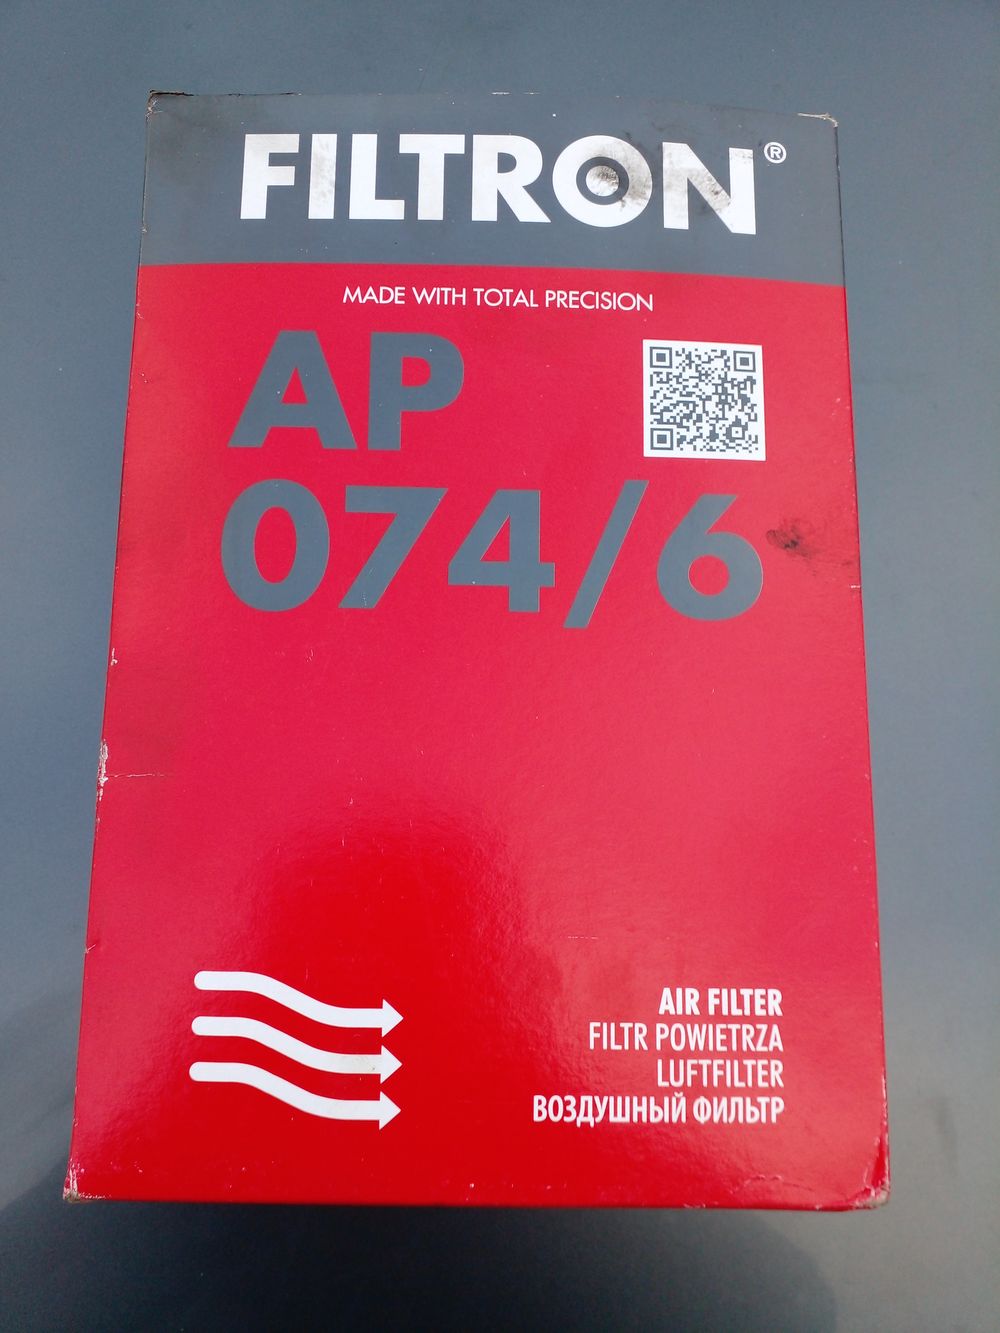 FILTRON®
MADE WITH TOTAL PRECISION
AP
074/6
AIR FILTER
FILTR POWIETRZA
LUFTFILTER
ВОЗДУШНЫЙ ФИЛЬТР